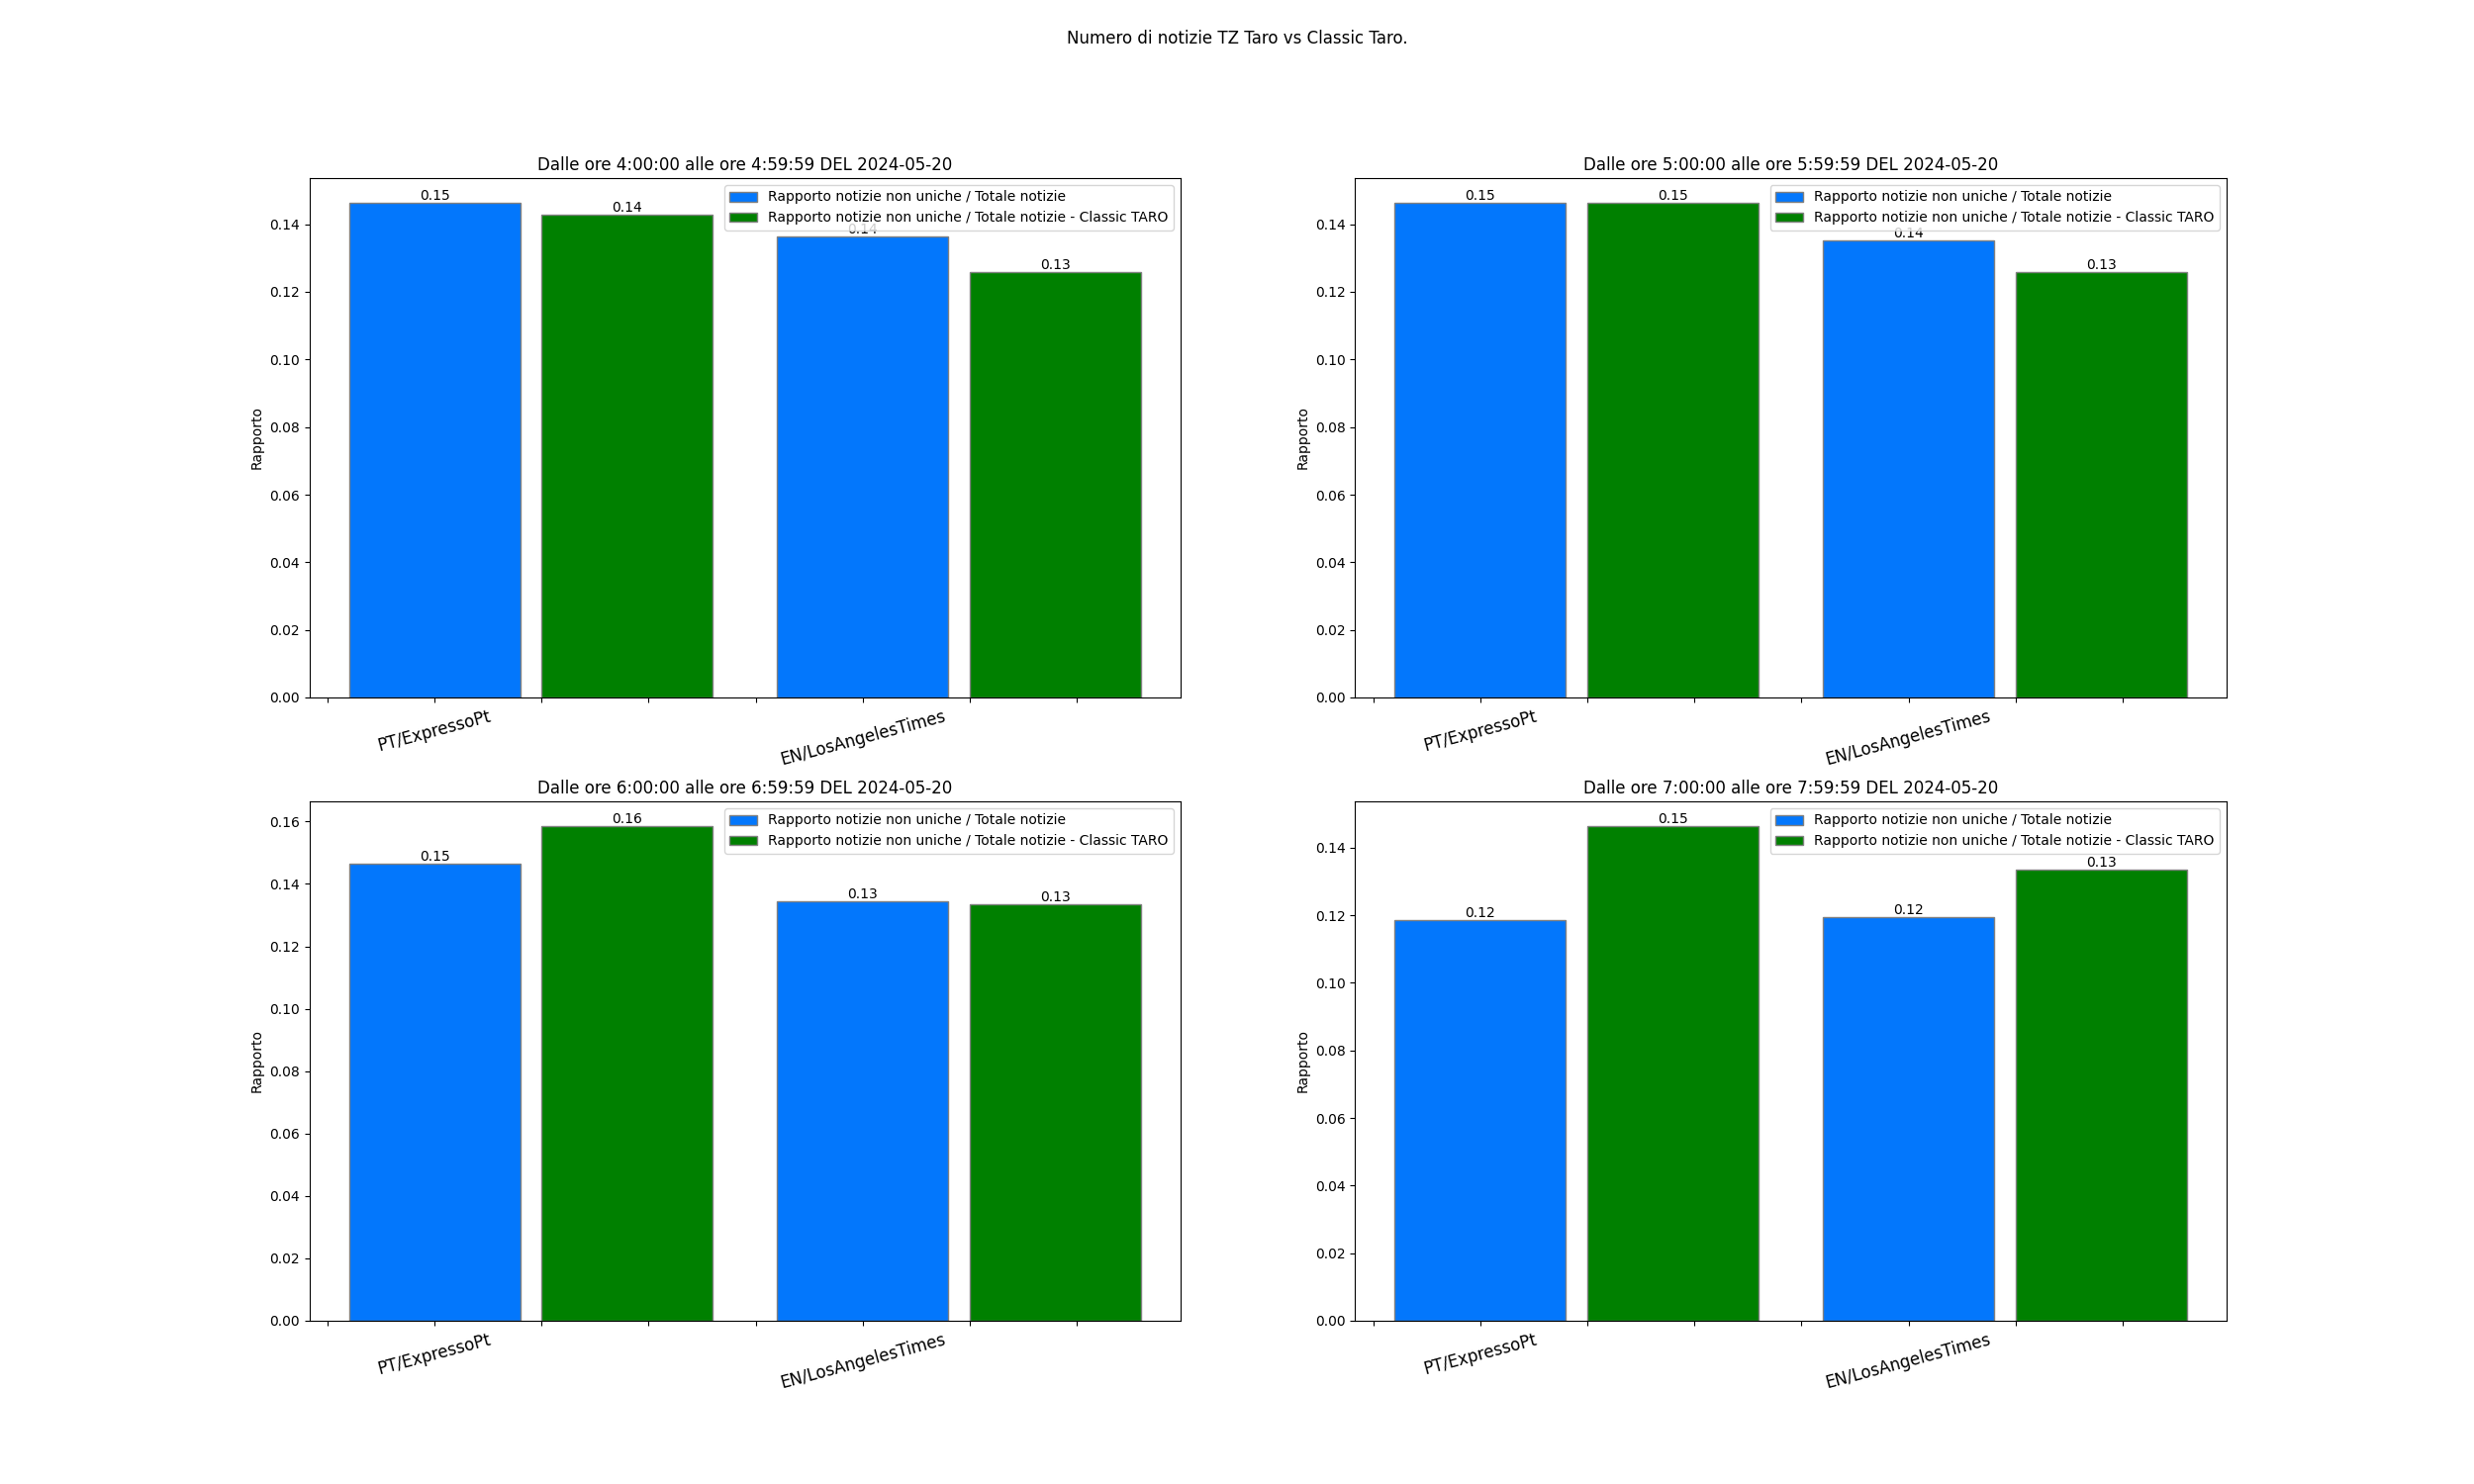 Numero di notizie TZ Taro vs Classic Taro.
Dalle ore 4:00:00 alle ore 4:59:59 DEL 2024-05-20
Rapporto notizie non uniche / Totale notizie
Rapporto notizie non uniche / Totale notizie - Classic TARO
0.15
0.14
0.14
0.13
0.14
0.12
0.10
0.08
0.06
0.04
0.02
0.00
Rapporto
PT/ExpressoPt
EN/LosAngelesTimes
Dalle ore 5:00:00 alle ore 5:59:59 DEL 2024-05-20
Rapporto notizie non uniche / Totale notizie
Rapporto notizie non uniche / Totale notizie - Classic TARO
0.15
0.15
0.14
0.13
0.14
0.12
0.10
0.08
0.06
0.04
0.02
0.00
Rapporto
PT/ExpressoPt
EN/LosAngelesTimes
Dalle ore 6:00:00 alle ore 6:59:59 DEL 2024-05-20
Rapporto notizie non uniche / Totale notizie
Rapporto notizie non uniche / Totale notizie - Classic TARO
0.15
0.16
0.13
0.13
0.16
0.14
0.12
0.10
0.08
0.06
0.04
0.02
0.00
Rapporto
PT/ExpressoPt
EN/LosAngelesTimes
Dalle ore 7:00:00 alle ore 7:59:59 DEL 2024-05-20
Rapporto notizie non uniche / Totale notizie
Rapporto notizie non uniche / Totale notizie - Classic TARO
0.12
0.15
0.12
0.13
0.14
0.12
0.10
0.08
0.06
0.04
0.02
0.00
Rapporto
PT/ExpressoPt
EN/LosAngelesTimes